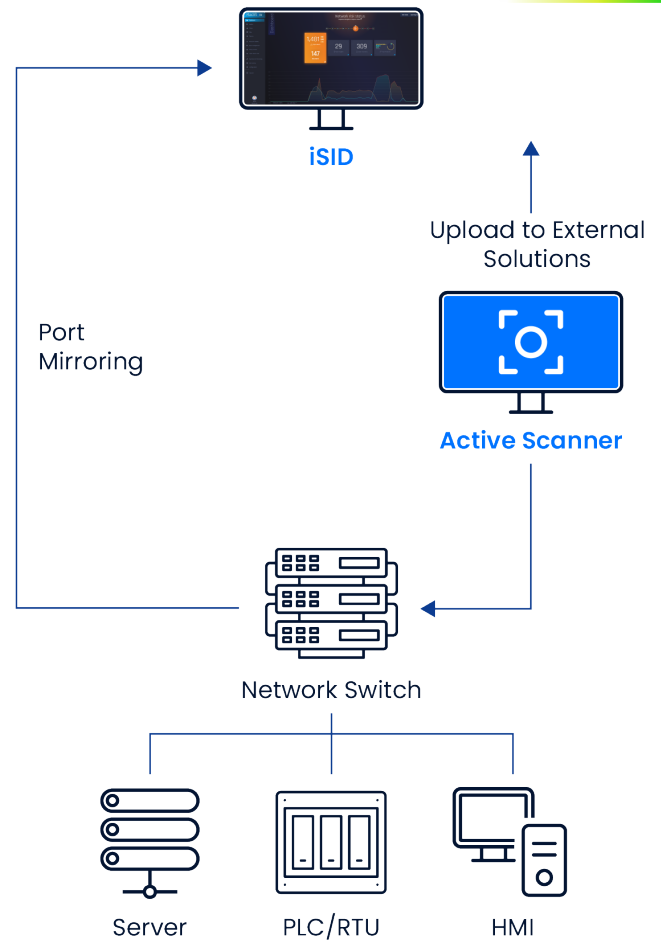 iSID
Upload to External
Solutions
Port
Mirroring
Active Scanner
Network Switch
Server
PLC/RTU
HMI